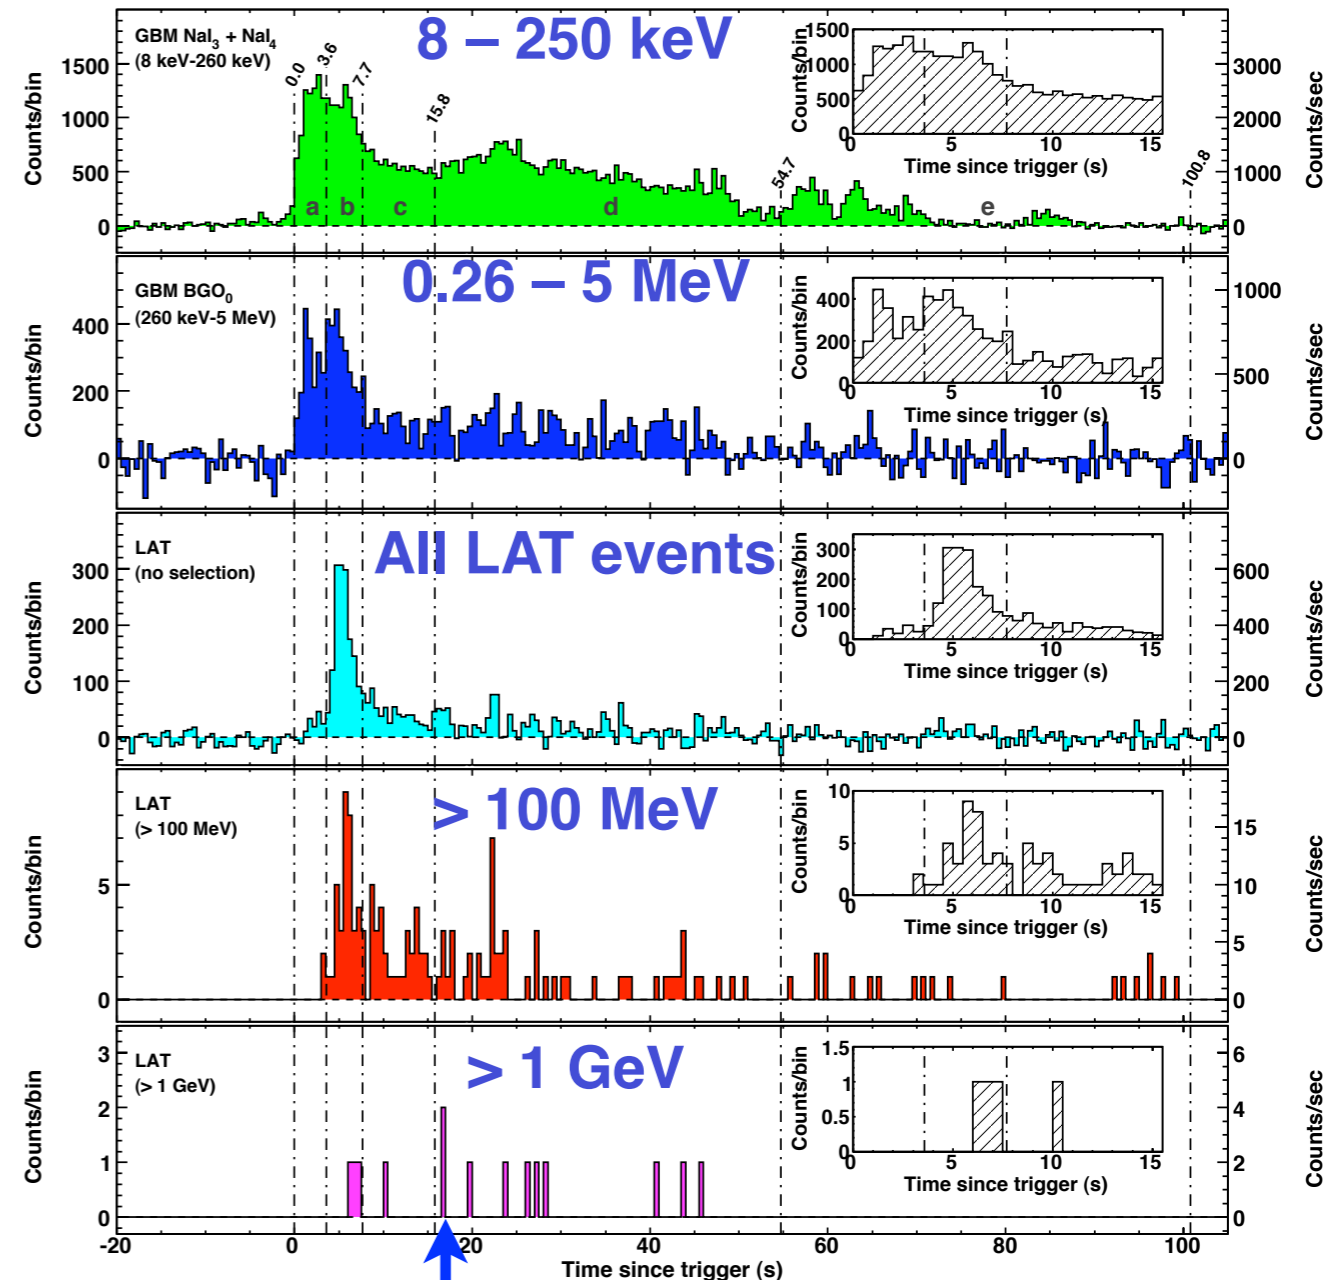 GBM NaI3 + NaI4
(8 keV-260 keV)
8 – 250 keV
0.0
3.6
7.7
15.8
54.7
100.8
a
b
c
d
e
Counts/bin
1500
1000
500
0
Counts/sec
3000
2000
1000
0
Counts/bin
1500
1000
500
0
0
5
10
15
Time since trigger (s)
GBM BGO0
(260 keV-5 MeV)
0.26 – 5 MeV
Counts/bin
400
200
0
Counts/sec
1000
500
0
Counts/bin
400
200
0
0
5
10
15
Time since trigger (s)
LAT
(no selection)
All LAT events
Counts/bin
300
200
100
0
Counts/sec
600
400
200
0
Counts/bin
300
200
100
0
0
5
10
15
Time since trigger (s)
LAT
(> 100 MeV)
> 100 MeV
Counts/bin
5
0
Counts/sec
15
10
5
0
Counts/bin
10
5
0
0
5
10
15
Time since trigger (s)
LAT
(> 1 GeV)
> 1 GeV
Counts/bin
3
2
1
0
Counts/sec
6
4
2
0
Counts/bin
1.5
1
0.5
0
0
5
10
15
Time since trigger (s)
-20
0
20
40
60
80
100
Time since trigger (s)